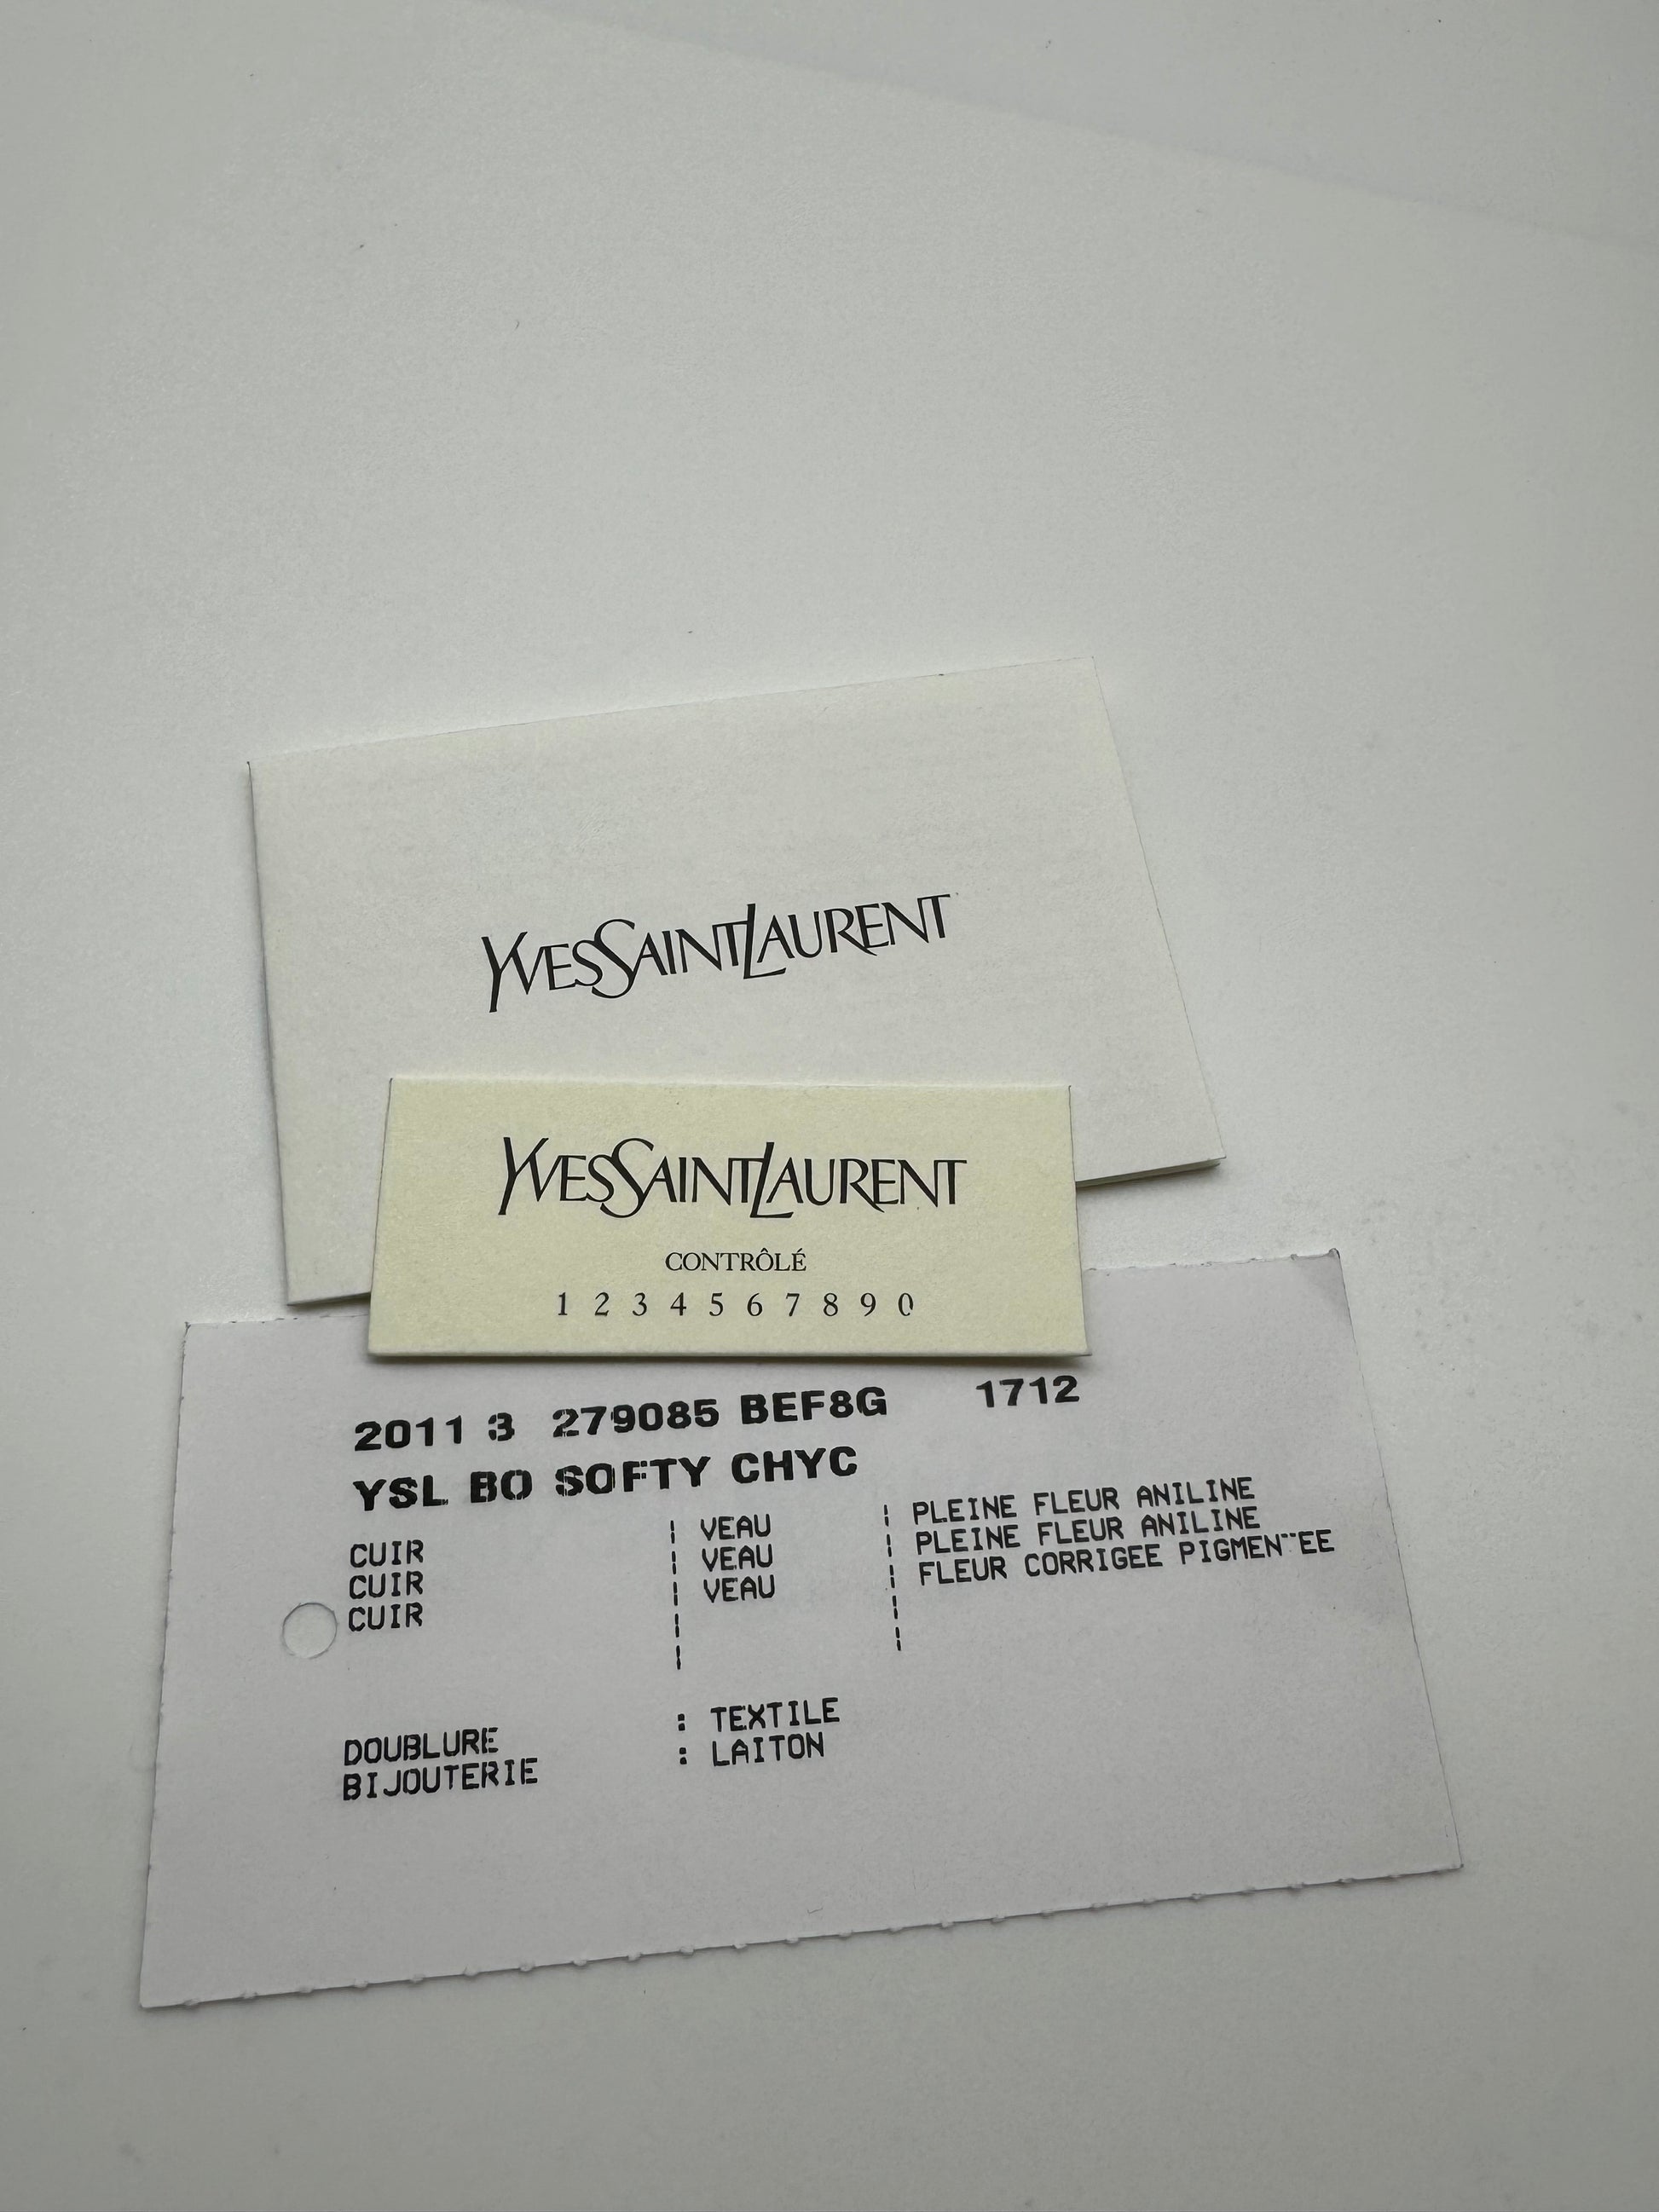 YVESSAINTLAURENT
YVESSAINTLAURENT
CONTRÔLÉ
1 2 3 4 5 6 7 8 9 0
2011 3 279085 BEF8G 1712
YSL BO SOFTY CHYC
CUIR ¦ VEAU ¦ PLEINE FLEUR ANILINE
CUIR ¦ VEAU ¦ PLEINE FLEUR ANILINE
CUIR ¦ VEAU ¦ FLEUR CORRIGEE PIGMENTEE
DOUBLURE : TEXTILE
BIJOUTERIE : LAITON